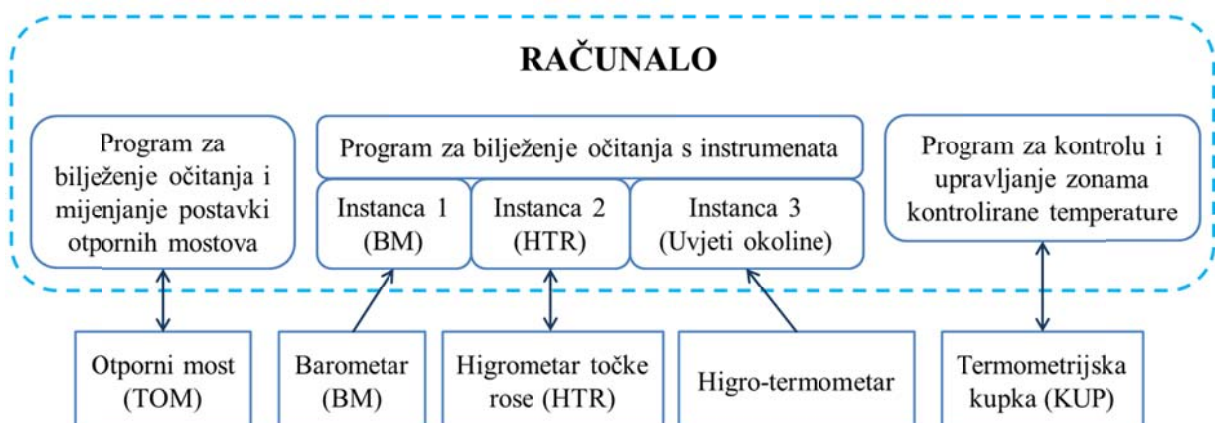 RAČUNALO
Program za
bilježenje očitanja i
mijenjanje postavki
otpornih mostova
Program za bilježenje očitanja s instrumenata
Instanca 1
(BM)
Instanca 2
(HTR)
Instanca 3
(Uvjeti okoline)
Program za kontrolu i
upravljanje zonama
kontrolirane temperature
Otporni most
(TOM)
Barometar
(BM)
Higrometar točke
rose (HTR)
Higro-termometar
Termometrijska
kupka (KUP)